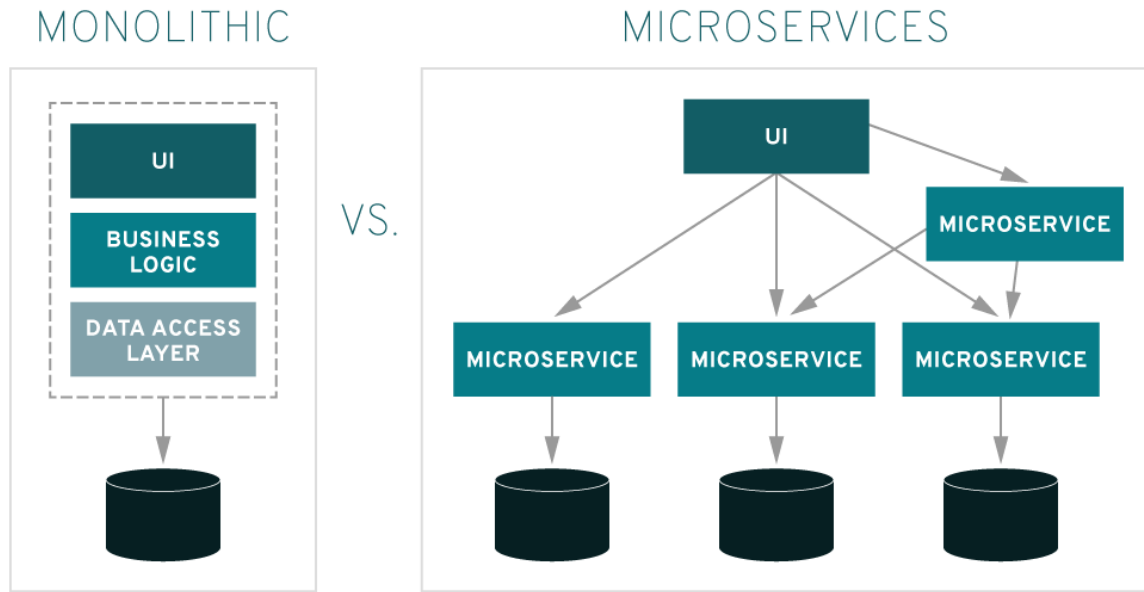 MONOLITHIC
UI
BUSINESS
LOGIC
DATA ACCESS
LAYER
VS.
MICROSERVICES
UI
MICROSERVICE
MICROSERVICE
MICROSERVICE
MICROSERVICE